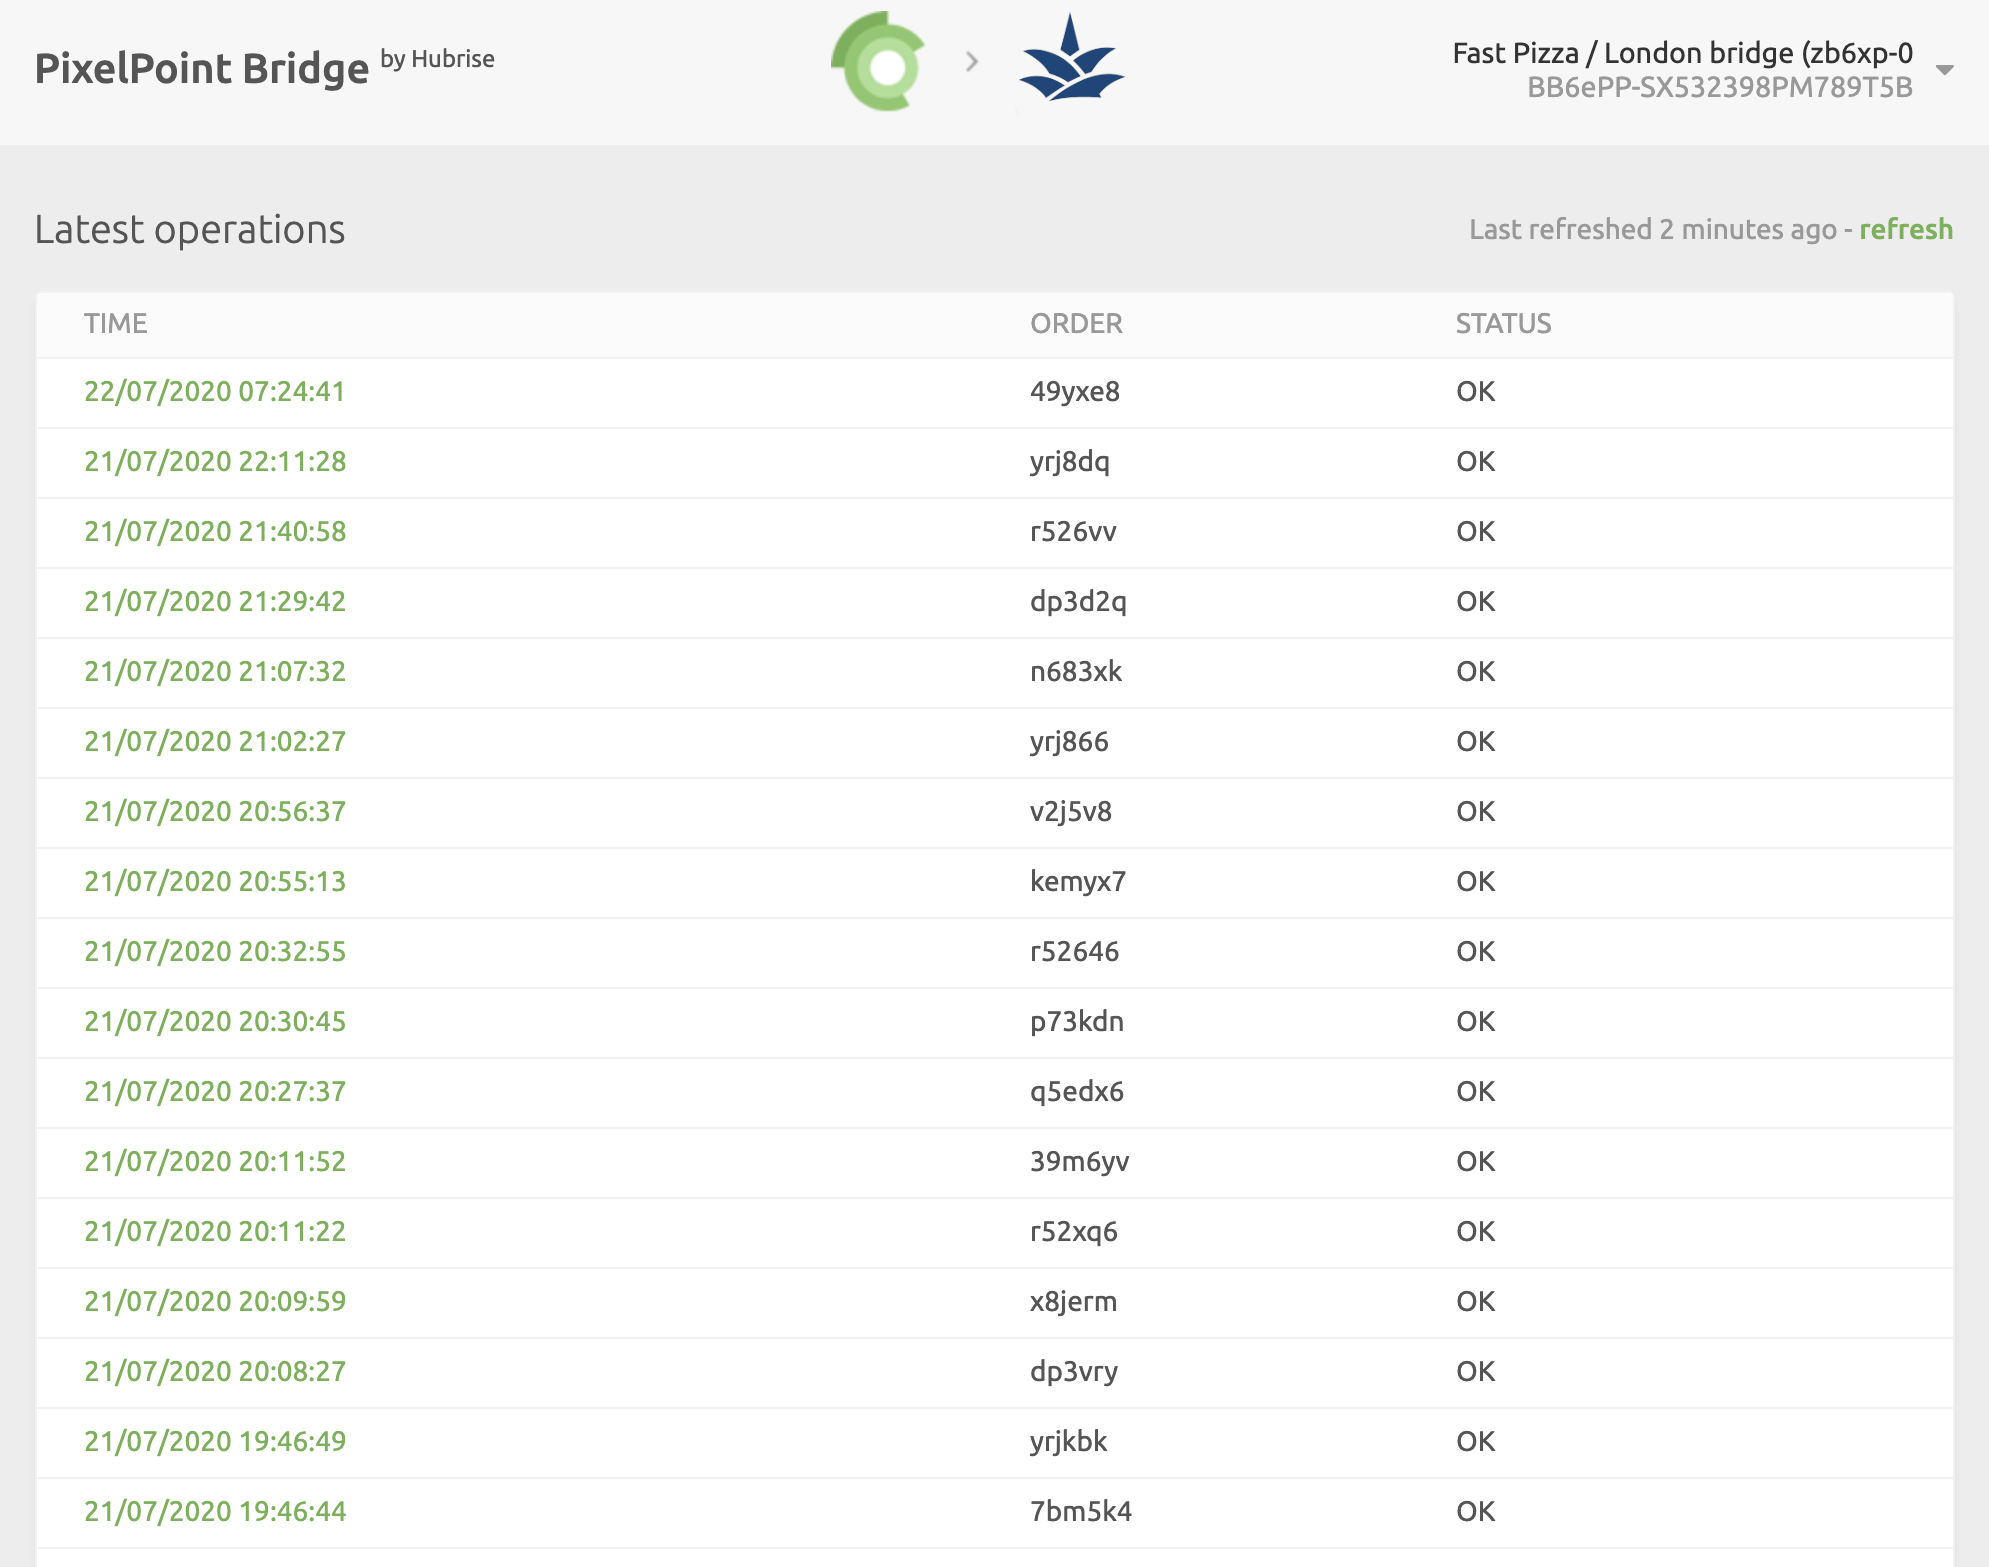 PixelPoint Bridge by Hubrise
Fast Pizza / London bridge (zb6xp-0
BB6ePP-SX532398PM789T5B
Latest operations
Last refreshed 2 minutes ago - refresh
TIME ORDER STATUS
22/07/2020 07:24:41 49yxe8 OK
21/07/2020 22:11:28 yrj8dq OK
21/07/2020 21:40:58 r526vv OK
21/07/2020 21:29:42 dp3d2q OK
21/07/2020 21:07:32 n683xk OK
21/07/2020 21:02:27 yrj866 OK
21/07/2020 20:56:37 v2j5v8 OK
21/07/2020 20:55:13 kemyx7 OK
21/07/2020 20:32:55 r52646 OK
21/07/2020 20:30:45 p73kdn OK
21/07/2020 20:27:37 q5edx6 OK
21/07/2020 20:11:52 39m6yv OK
21/07/2020 20:11:22 r52xq6 OK
21/07/2020 20:09:59 x8jerm OK
21/07/2020 20:08:27 dp3vry OK
21/07/2020 19:46:49 yrjkbk OK
21/07/2020 19:46:44 7bm5k4 OK